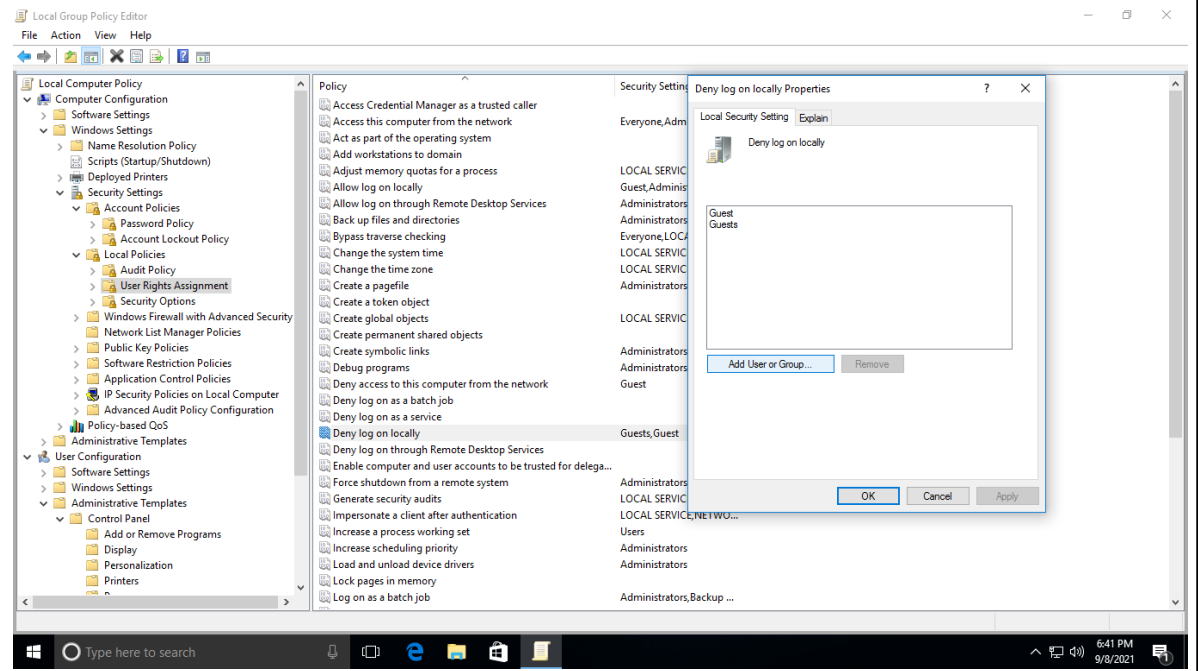 Local Group Policy Editor
File Action View Help
Local Computer Policy
Computer Configuration
Software Settings
Windows Settings
Name Resolution Policy
Scripts (Startup/Shutdown)
Deployed Printers
Security Settings
Account Policies
Password Policy
Account Lockout Policy
Local Policies
Audit Policy
User Rights Assignment
Security Options
Windows Firewall with Advanced Security
Network List Manager Policies
Public Key Policies
Software Restriction Policies
Application Control Policies
IP Security Policies on Local Computer
Advanced Audit Policy Configuration
Policy-based QoS
Administrative Templates
User Configuration
Software Settings
Windows Settings
Administrative Templates
Control Panel
Add or Remove Programs
Display
Personalization
Printers
Policy Security Setting
Access Credential Manager as a trusted caller
Access this computer from the network Everyone,Adm
Act as part of the operating system
Add workstations to domain
Adjust memory quotas for a process LOCAL SERVIC
Allow log on locally Guest,Adminis
Allow log on through Remote Desktop Services Administrators
Back up files and directories Administrators
Bypass traverse checking Everyone,LOCA
Change the system time LOCAL SERVIC
Change the time zone LOCAL SERVIC
Create a pagefile Administrators
Create a token object
Create global objects LOCAL SERVIC
Create permanent shared objects
Create symbolic links Administrators
Debug programs Administrators
Deny access to this computer from the network Guest
Deny log on as a batch job
Deny log on as a service
Deny log on locally Guests,Guest
Deny log on through Remote Desktop Services
Enable computer and user accounts to be trusted for delega...
Force shutdown from a remote system Administrators
Generate security audits LOCAL SERVIC
Impersonate a client after authentication LOCAL SERVICE,NETWO...
Increase a process working set Users
Increase scheduling priority Administrators
Load and unload device drivers Administrators
Lock pages in memory
Log on as a batch job Administrators,Backup ...
Deny log on locally Properties ?
Local Security Setting Explain
Deny log on locally
Guest
Guests
Add User or Group... Remove
OK Cancel Apply
Type here to search
6:41 PM
9/8/2021
1